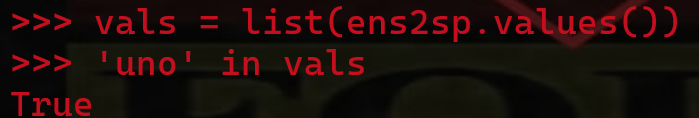 >>> vals = list(ens2sp.values())
>>> 'uno' in vals
True